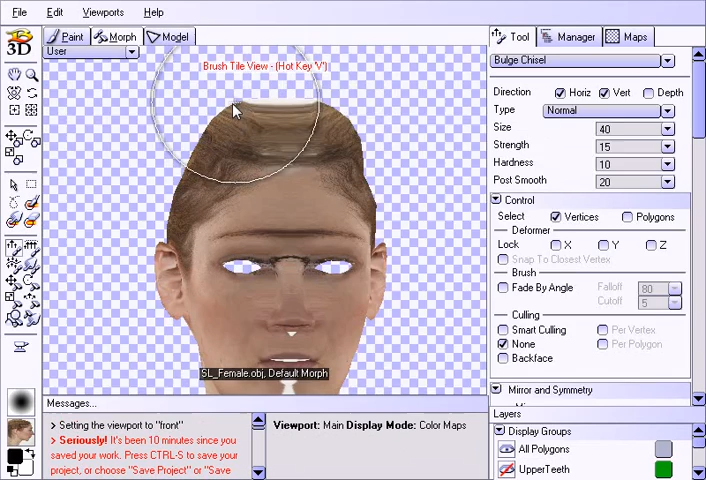 File Edit Viewports Help
3D
Paint Morph Model
User
Brush Tile View - (Hot Key 'V')
SL_Female.obj, Default Morph
Messages...
> Setting the viewport to "front"
> Seriously! It's been 10 minutes since you
saved your work. Press CTRL-S to save your
project, or choose "Save Project" or "Save
Viewport: Main Display Mode: Color Maps
Tool Manager Maps
Bulge Chisel
Direction Horiz Vert Depth
Type Normal
Size 40
Strength 15
Hardness 10
Post Smooth 20
Control
Select Vertices Polygons
Deformer
Lock X Y Z
Snap To Closest Vertex
Brush
Fade By Angle Falloff 80
Cutoff 5
Culling
Smart Culling Per Vertex
None Per Polygon
Backface
Mirror and Symmetry
Layers
Display Groups
All Polygons
UpperTeeth